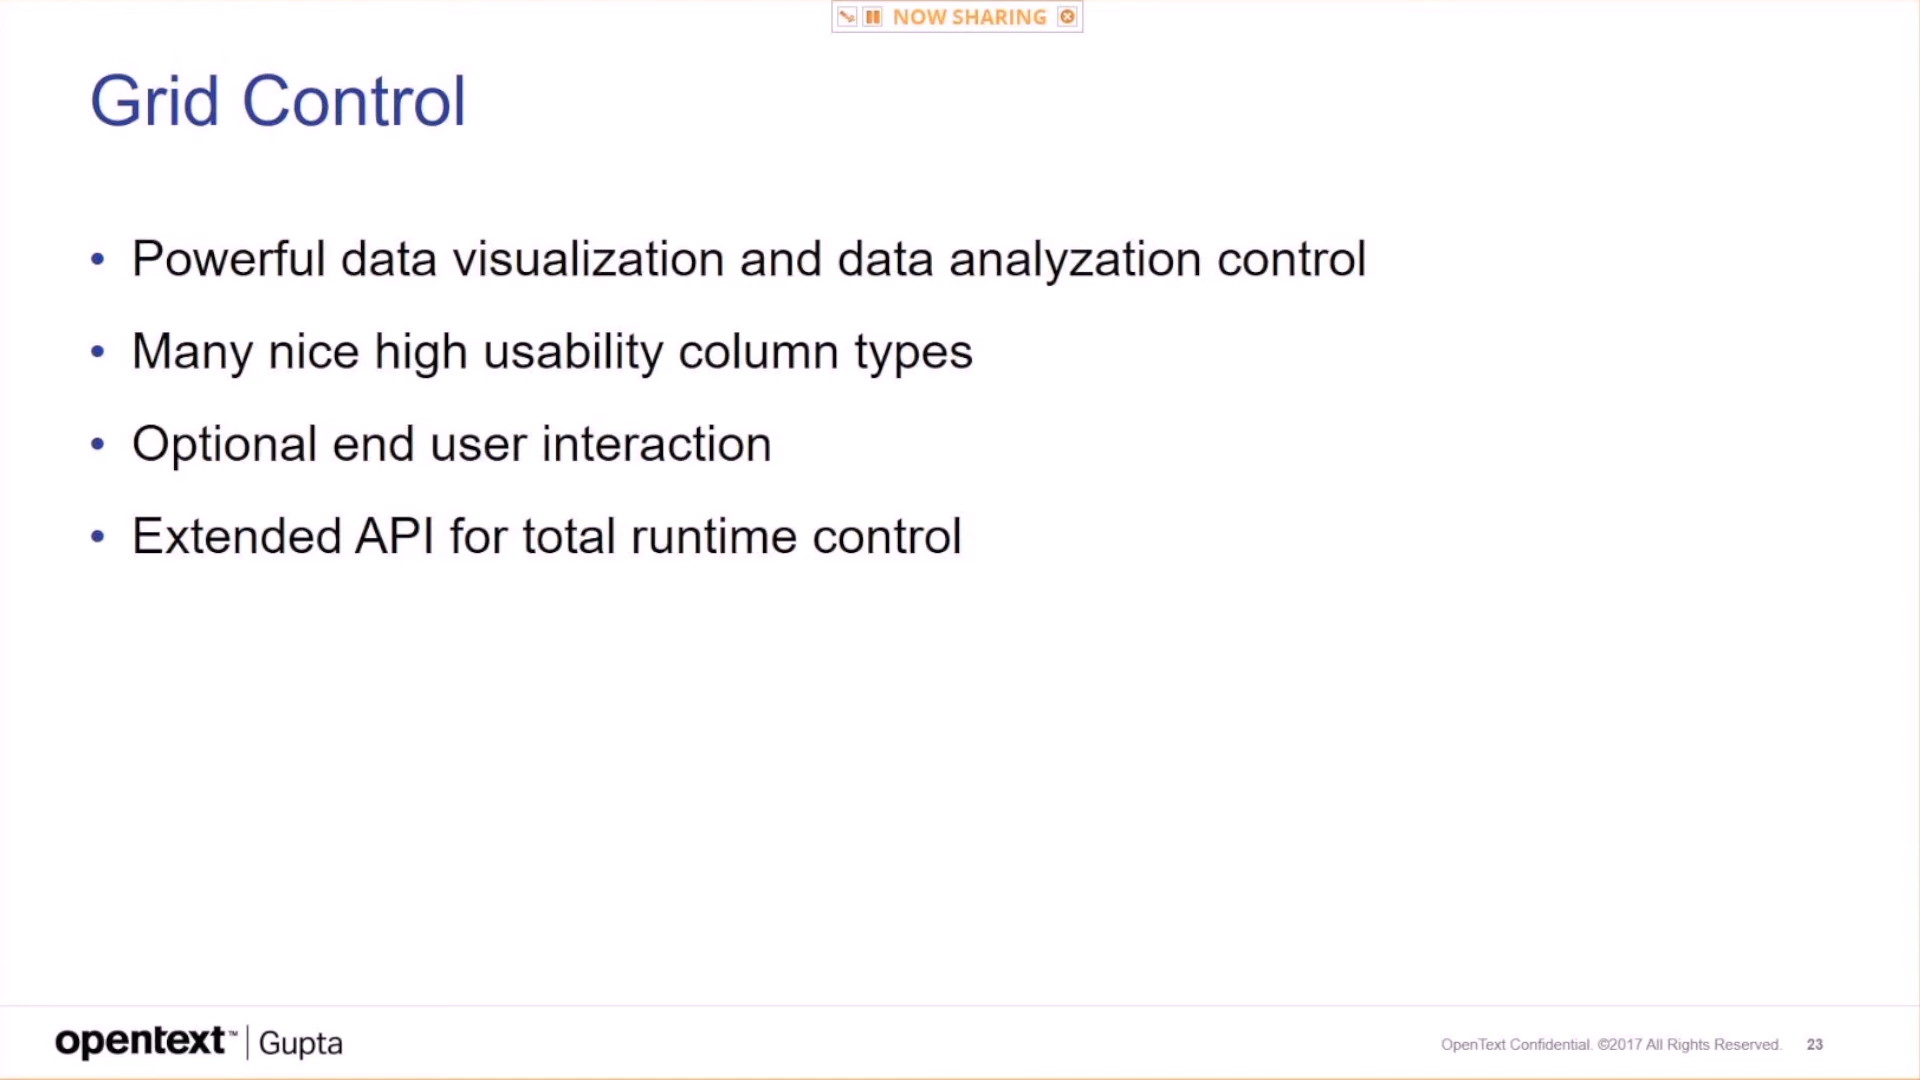 NOW SHARING
Grid Control
• Powerful data visualization and data analyzation control
• Many nice high usability column types
• Optional end user interaction
• Extended API for total runtime control
opentext™ | Gupta
OpenText Confidential. ©2017 All Rights Reserved. 23